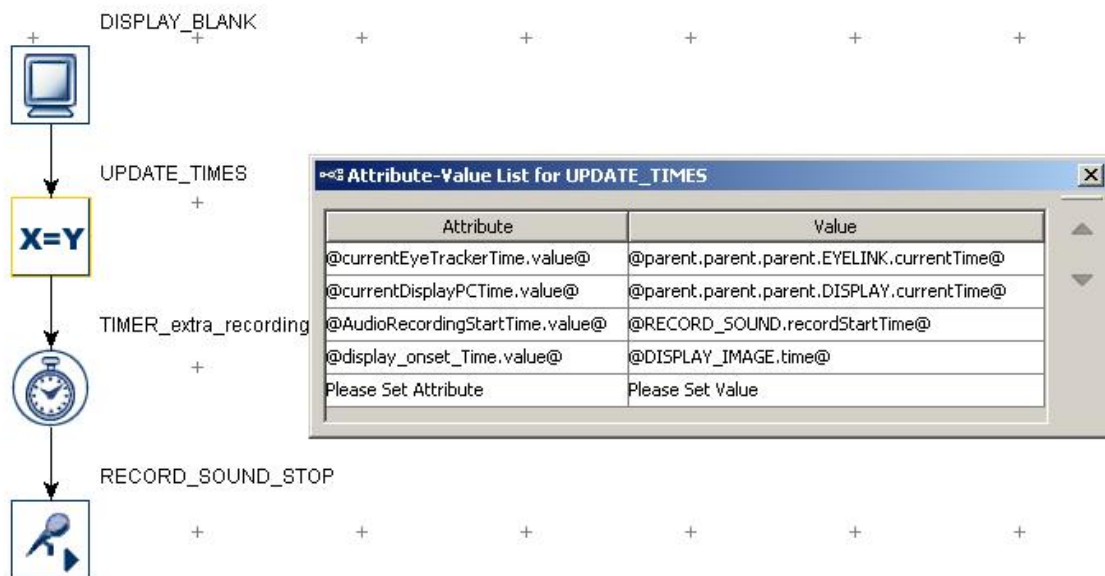 DISPLAY_BLANK
UPDATE_TIMES
X=Y
Attribute-Value List for UPDATE_TIMES
Attribute Value
@currentEyeTrackerTime.value@ @parent.parent.parent.EYELINK.currentTime@
@currentDisplayPCTime.value@ @parent.parent.parent.DISPLAY.currentTime@
@AudioRecordingStartTime.value@ @RECORD_SOUND.recordStartTime@
@display_onset_Time.value@ @DISPLAY_IMAGE.time@
Please Set Attribute Please Set Value
TIMER_extra_recording
RECORD_SOUND_STOP